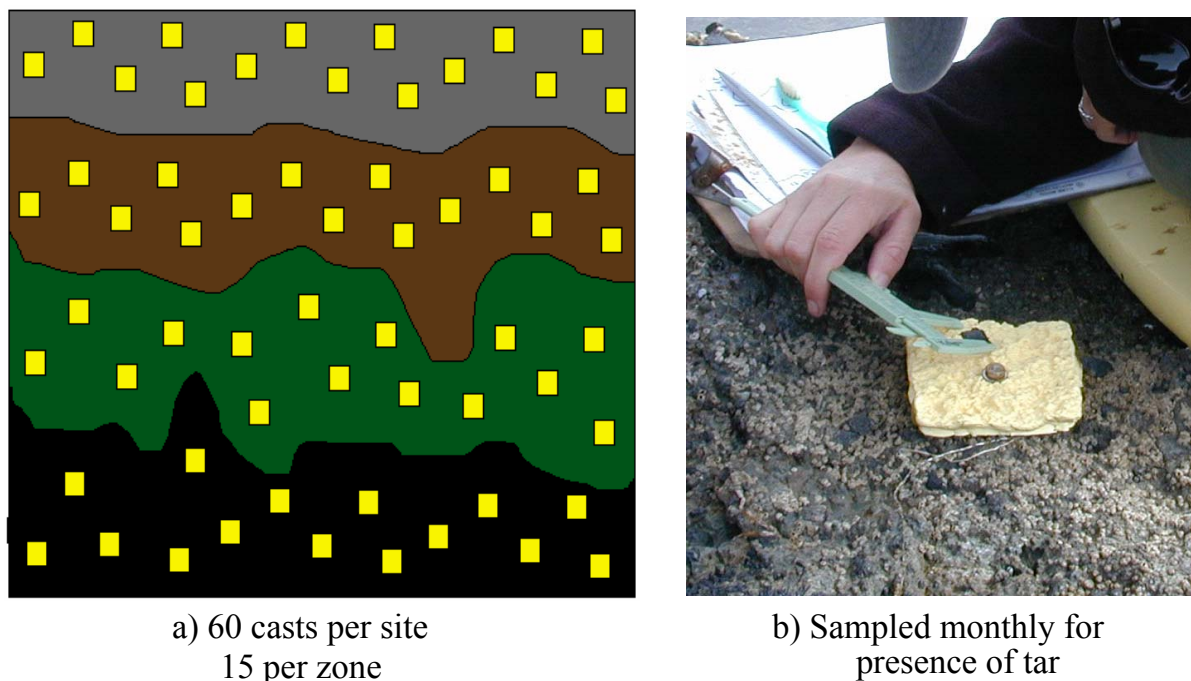 a) 60 casts per site
15 per zone
b) Sampled monthly for
presence of tar